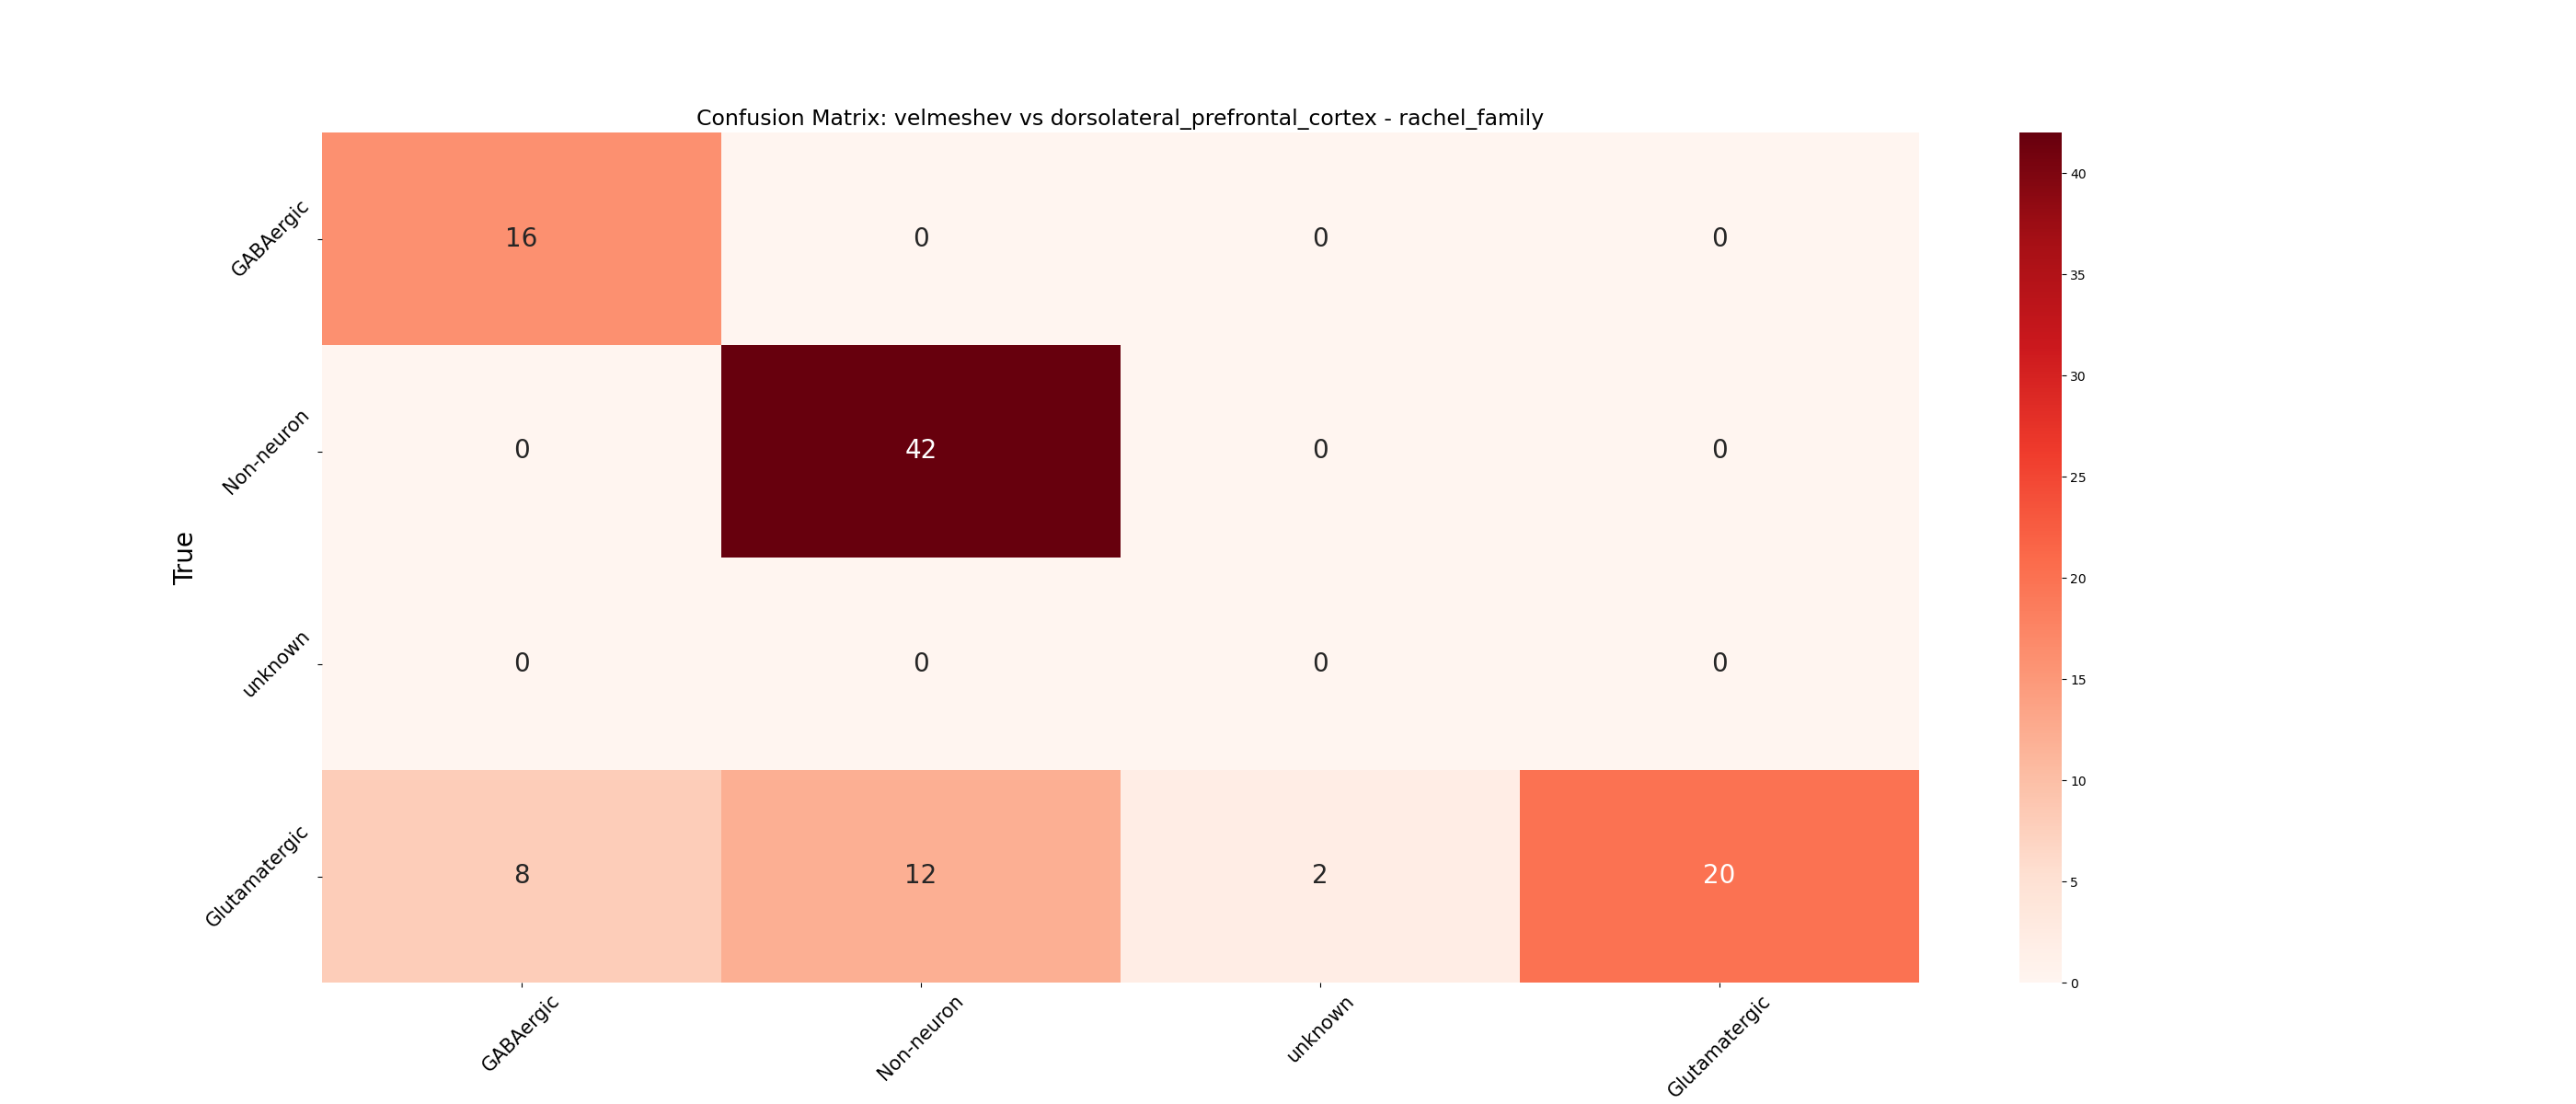 Confusion Matrix: velmeshev vs dorsolateral_prefrontal_cortex - rachel_family
True
GABAergic
16 0 0 0
Non-neuron
0 42 0 0
unknown
0 0 0 0
Glutamatergic
8 12 2 20
GABAergic Non-neuron unknown Glutamatergic
40
35
30
25
20
15
10
5
0